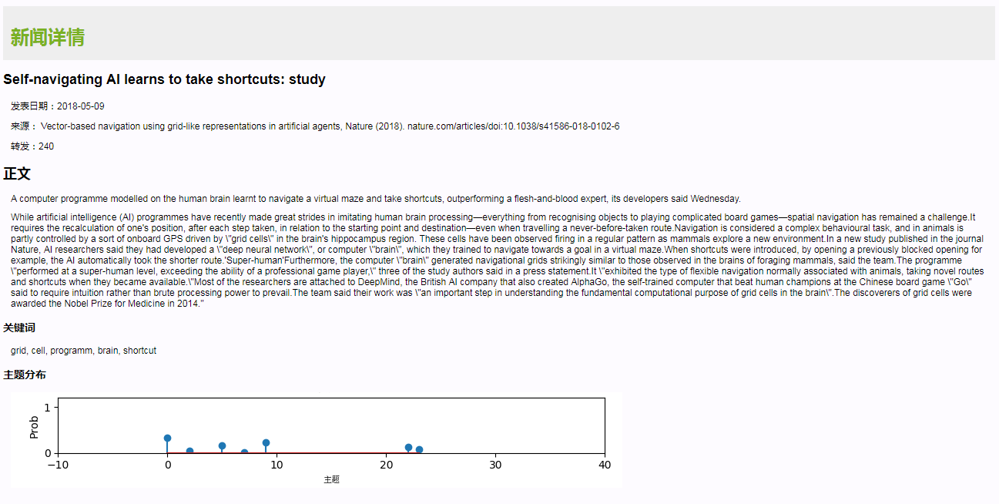 新闻详情
Self-navigating AI learns to take shortcuts: study
发表日期：2018-05-09
来源： Vector-based navigation using grid-like representations in artificial agents, Nature (2018). nature.com/articles/doi:10.1038/s41586-018-0102-6
转发：240
正文
A computer programme modelled on the human brain learnt to navigate a virtual maze and take shortcuts, outperforming a flesh-and-blood expert, its developers said Wednesday.
While artificial intelligence (AI) programmes have recently made great strides in imitating human brain processing—everything from recognising objects to playing complicated board games—spatial navigation has remained a challenge.It
requires the recalculation of one's position, after each step taken, in relation to the starting point and destination—even when travelling a never-before-taken route.Navigation is considered a complex behavioural task, and in animals is
partly controlled by a sort of onboard GPS driven by \"grid cells\" in the brain's hippocampus region. These cells have been observed firing in a regular pattern as mammals explore a new environment.In a new study published in the journal
Nature, AI researchers said they had developed a \"deep neural network\", or computer \"brain\", which they trained to navigate towards a goal in a virtual maze.When shortcuts were introduced, by opening a previously blocked opening for
example, the AI automatically took the shorter route.'Super-human'Furthermore, the computer \"brain\" generated navigational grids strikingly similar to those observed in the brains of foraging mammals, said the team.The programme
\"performed at a super-human level, exceeding the ability of a professional game player,\" three of the study authors said in a press statement.It \"exhibited the type of flexible navigation normally associated with animals, taking novel routes
and shortcuts when they became available.\"Most of the researchers are attached to DeepMind, the British AI company that also created AlphaGo, the self-trained computer that beat human champions at the Chinese board game \"Go\"
said to require intuition rather than brute processing power to prevail.The team said their work was \"an important step in understanding the fundamental computational purpose of grid cells in the brain\".The discoverers of grid cells were
awarded the Nobel Prize for Medicine in 2014."
关键词
grid, cell, programm, brain, shortcut
主题分布
1
Prob
0
−10 0 10 20 30 40
主题